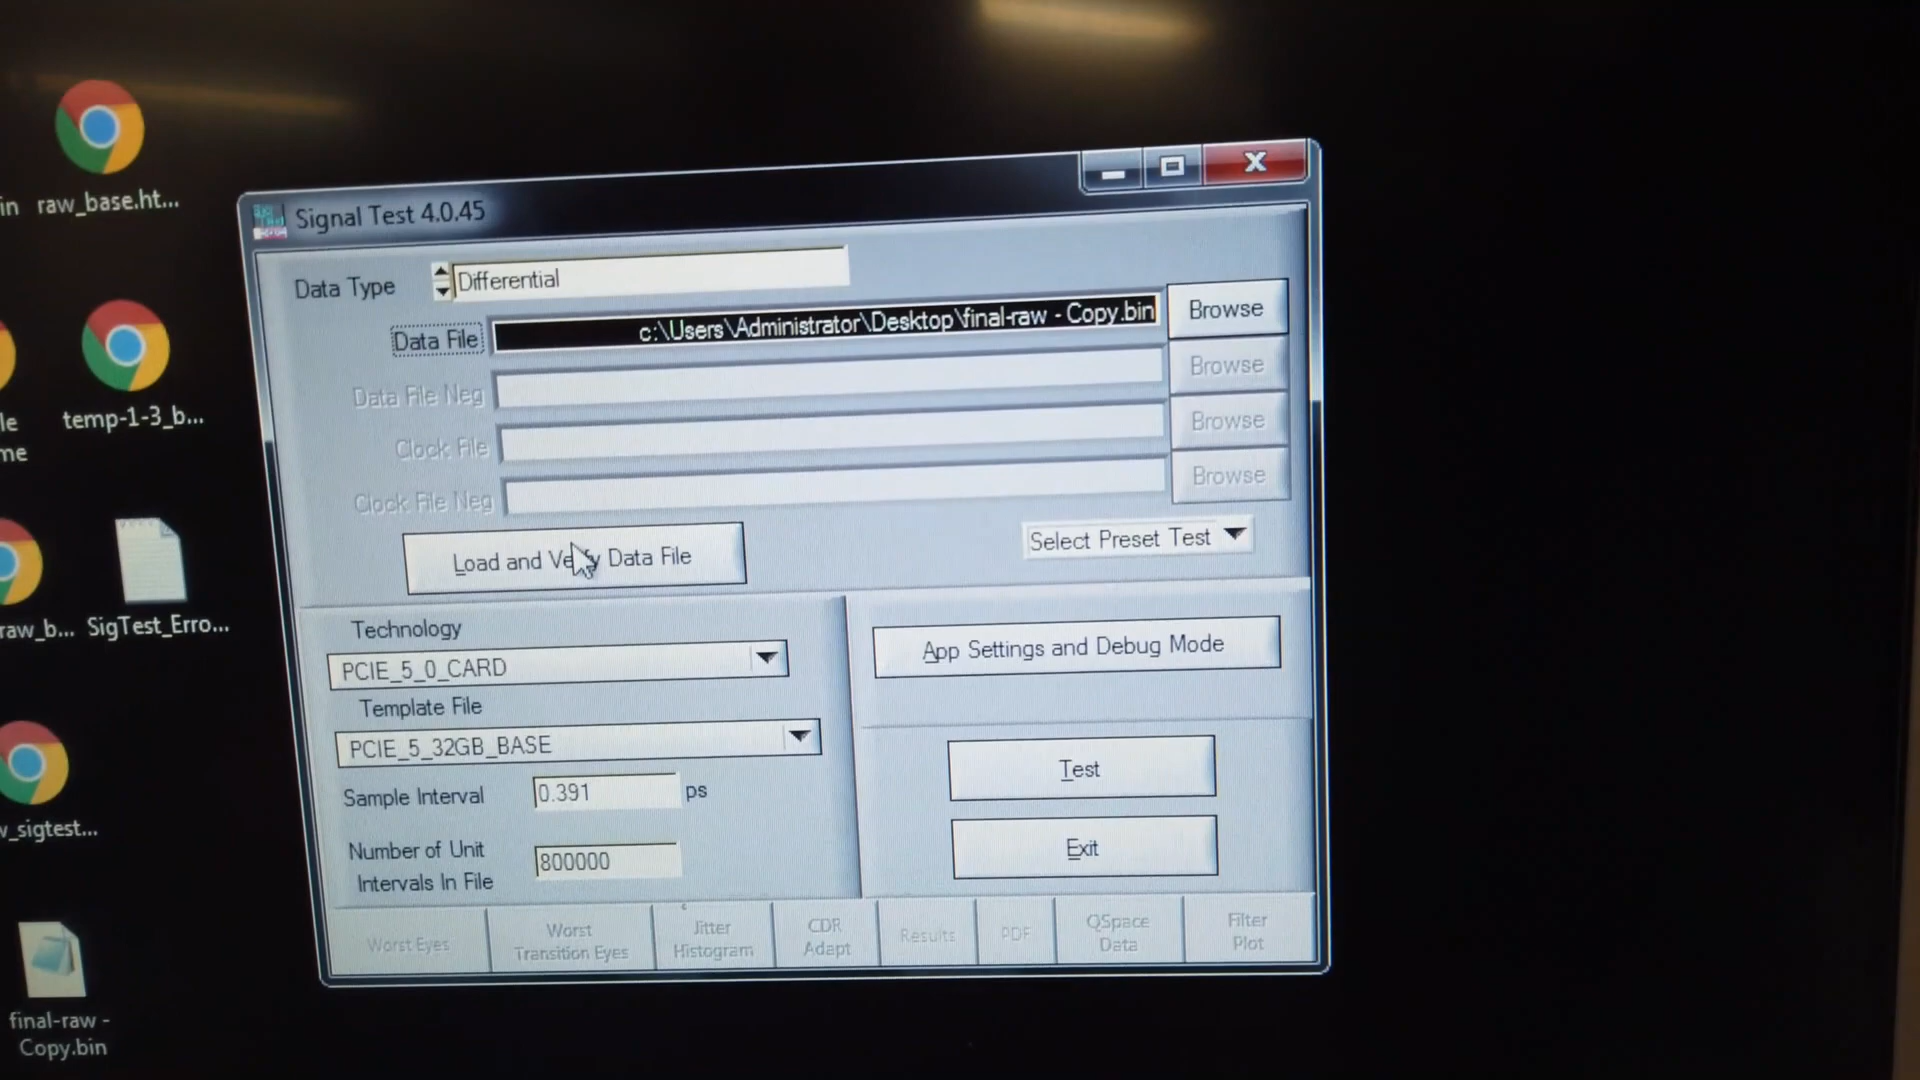 in raw_base.ht...
le
me
temp-1-3_b...
raw_b... SigTest_Erro...
w_sigtest...
final-raw -
Copy.bin
Signal Test 4.0.45
Data Type Differential
Data File c:\Users\Administrator\Desktop\final-raw - Copy.bin Browse
Data File Neg Browse
Clock File Browse
Clock File Neg Browse
Load and Verify Data File
Select Preset Test
Technology
PCIE_5_0_CARD
Template File
PCIE_5_32GB_BASE
Sample Interval 0.391 ps
Number of Unit
Intervals In File 800000
App Settings and Debug Mode
Test
Exit
Worst Eyes
Worst
Transition Eyes
Jitter
Histogram
CDR
Adapt
Results
PDF
QSpace
Data
Filter
Plot